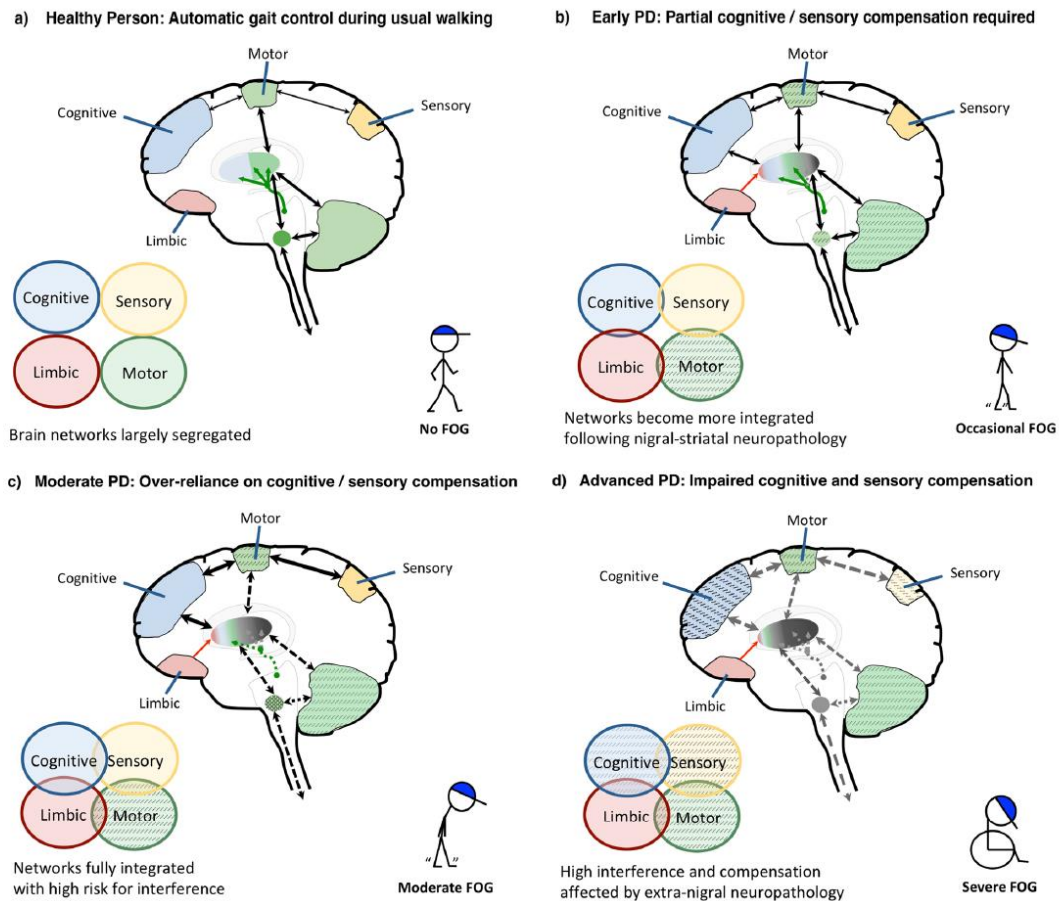 a) Healthy Person: Automatic gait control during usual walking
Motor
Cognitive
Sensory
Limbic
Cognitive
Sensory
Limbic
Motor
Brain networks largely segregated
No FOG
b) Early PD: Partial cognitive / sensory compensation required
Motor
Cognitive
Sensory
Limbic
Cognitive
Sensory
Limbic
Motor
Networks become more integrated
following nigral-striatal neuropathology
Occasional FOG
c) Moderate PD: Over-reliance on cognitive / sensory compensation
Motor
Cognitive
Sensory
Limbic
Cognitive
Sensory
Limbic
Motor
Networks fully integrated
with high risk for interference
Moderate FOG
d) Advanced PD: Impaired cognitive and sensory compensation
Motor
Cognitive
Sensory
Limbic
Cognitive
Sensory
Limbic
Motor
High interference and compensation
affected by extra-nigral neuropathology
Severe FOG